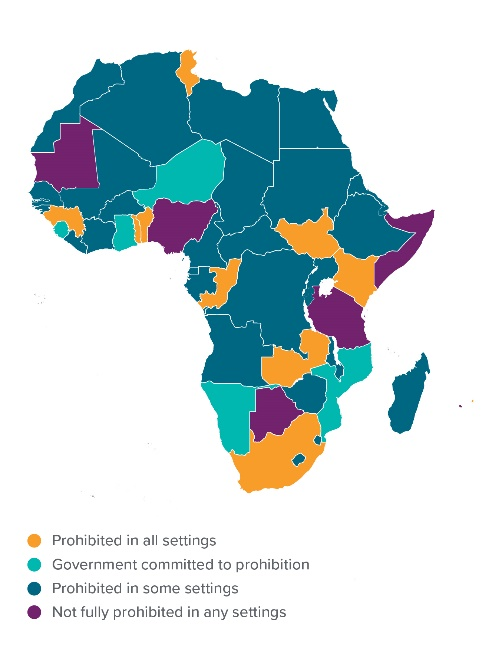 Prohibited in all settings
Government committed to prohibition
Prohibited in some settings
Not fully prohibited in any settings